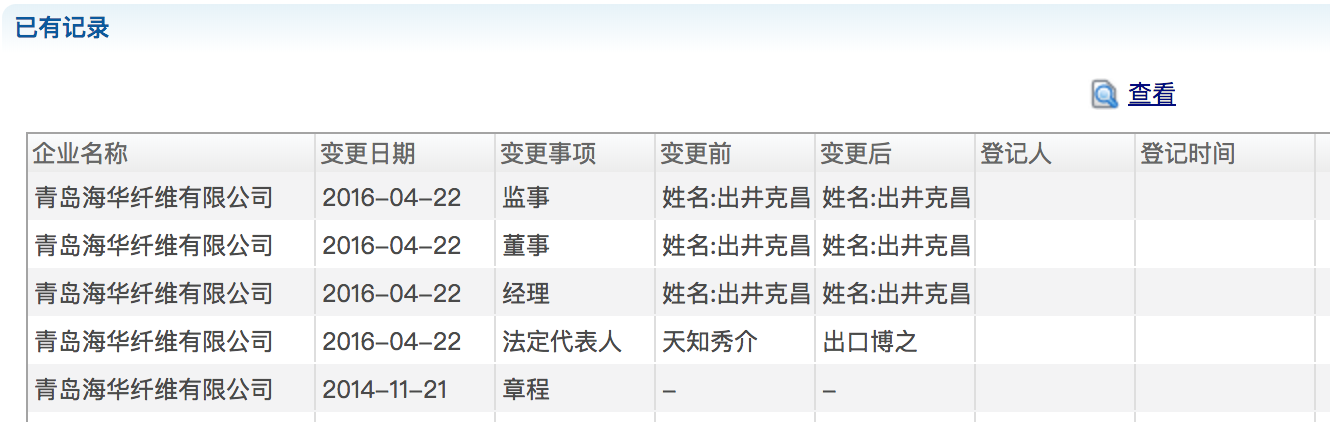 已有记录
查看
企业名称 变更日期 变更事项 变更前 变更后 登记人 登记时间
青岛海华纤维有限公司 2016-04-22 监事 姓名:出井克昌 姓名:出井克昌
青岛海华纤维有限公司 2016-04-22 董事 姓名:出井克昌 姓名:出井克昌
青岛海华纤维有限公司 2016-04-22 经理 姓名:出井克昌 姓名:出井克昌
青岛海华纤维有限公司 2016-04-22 法定代表人 天知秀介 出口博之
青岛海华纤维有限公司 2014-11-21 章程 – –